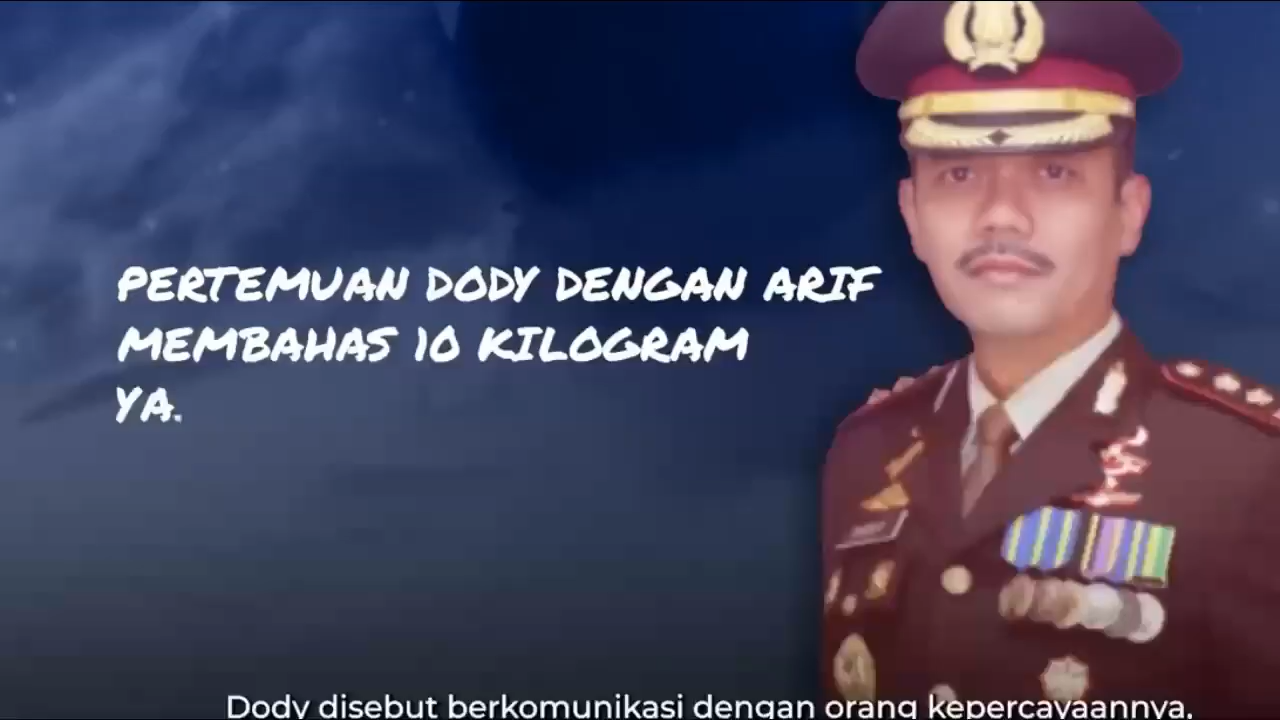 PERTEMUAN DODY DENGAN ARIF
MEMBAHAS 10 KILOGRAM
YA.
Dody disebut berkomunikasi dengan orang kepercayaannya,